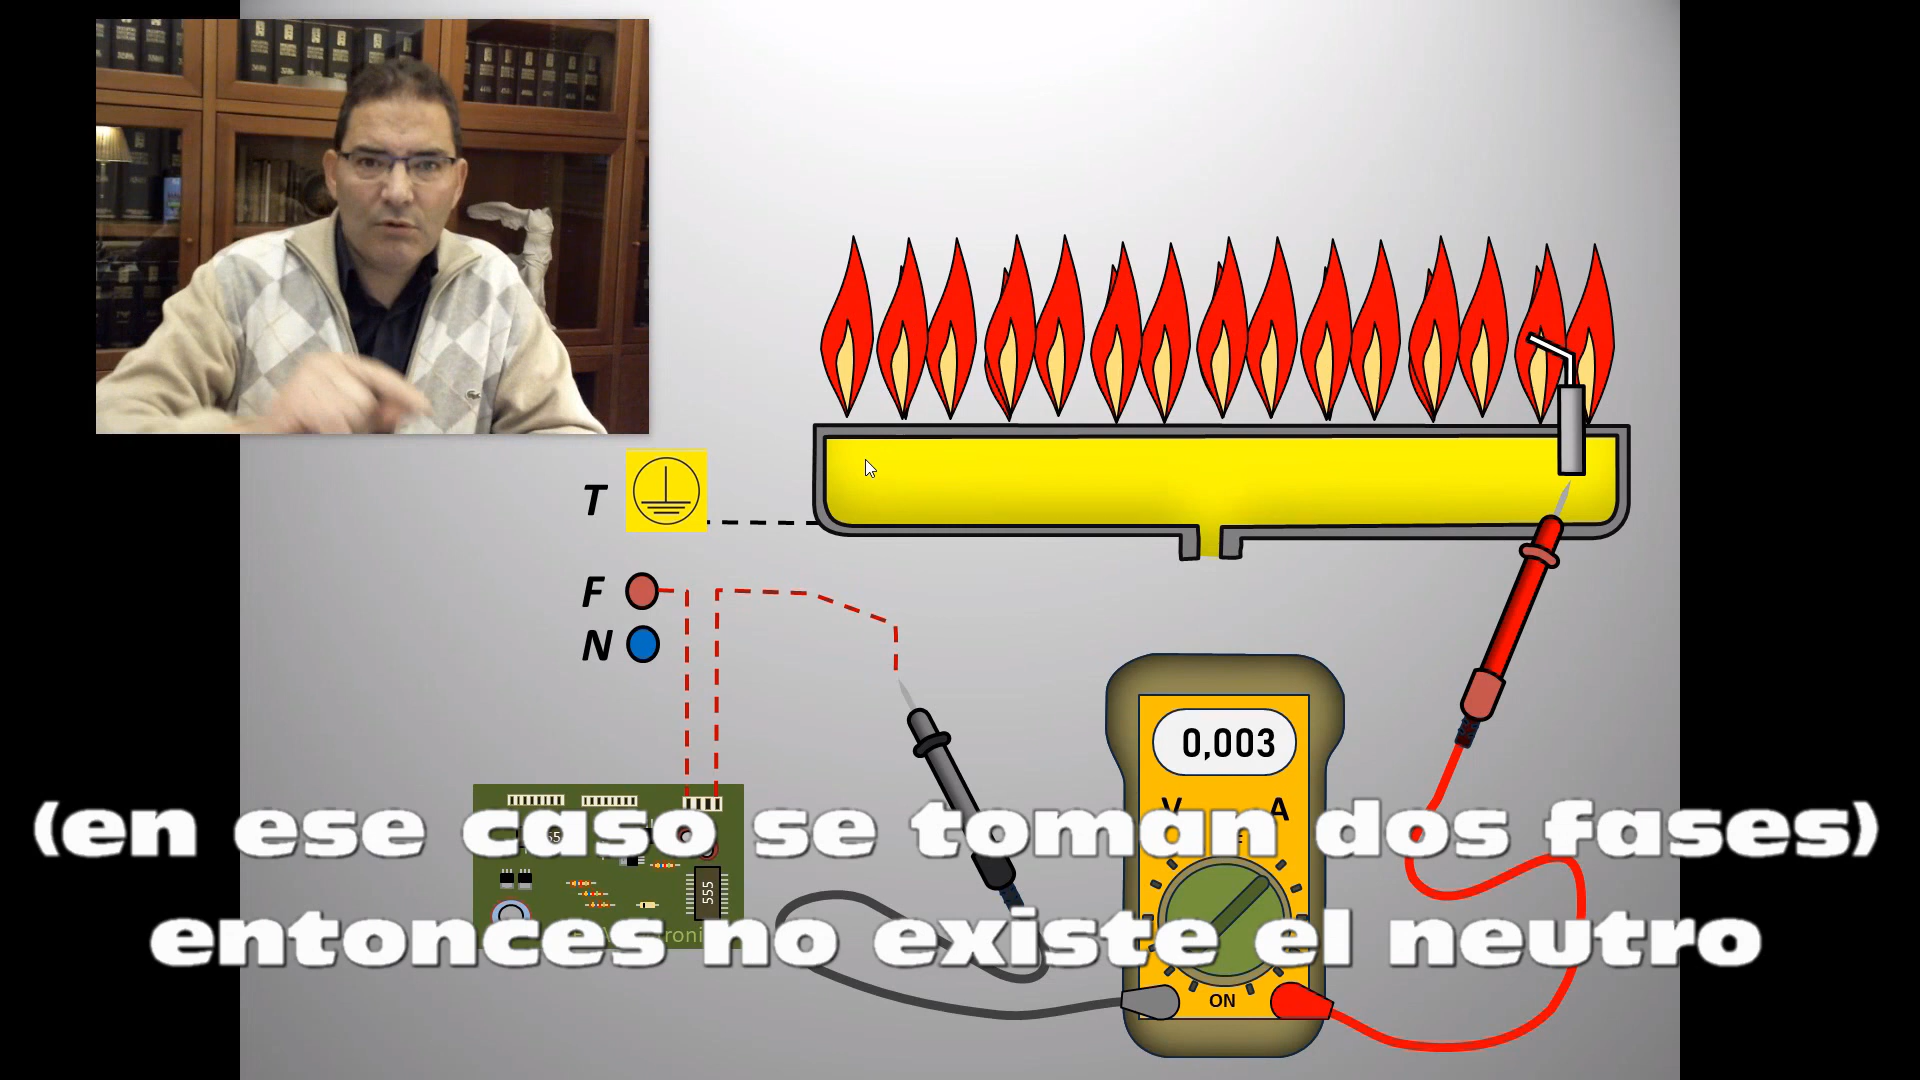 T
F
N
0,003
V
A
555
(en ese caso se toman dos fases)
entonces no existe el neutro
ON